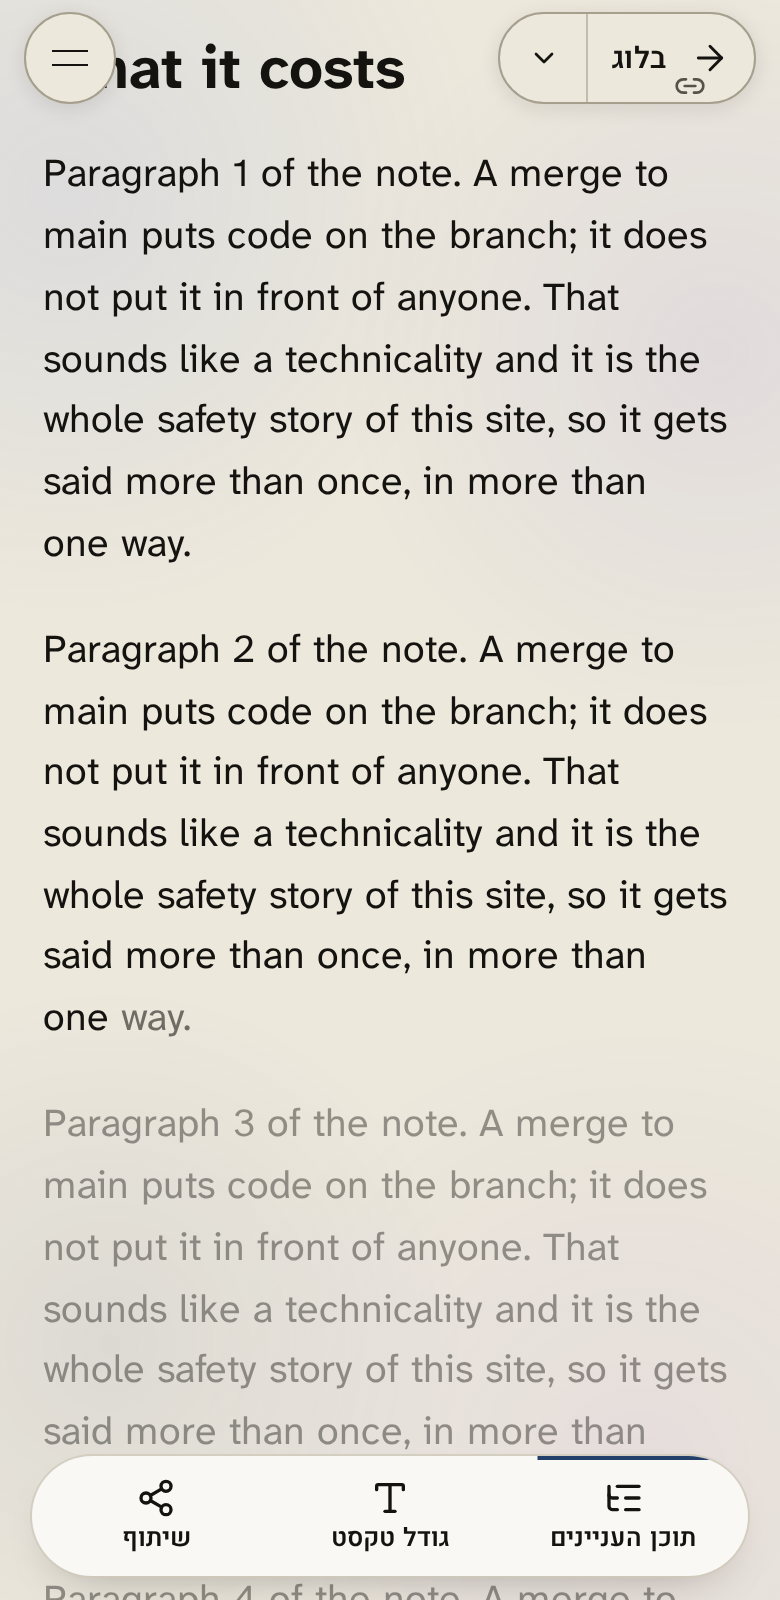 בלוג
hat it costs
Paragraph 1 of the note. A merge to
main puts code on the branch; it does
not put it in front of anyone. That
sounds like a technicality and it is the
whole safety story of this site, so it gets
said more than once, in more than
one way.
Paragraph 2 of the note. A merge to
main puts code on the branch; it does
not put it in front of anyone. That
sounds like a technicality and it is the
whole safety story of this site, so it gets
said more than once, in more than
one way.
Paragraph 3 of the note. A merge to
main puts code on the branch; it does
not put it in front of anyone. That
sounds like a technicality and it is the
whole safety story of this site, so it gets
said more than once, in more than
תוכן העניינים
גודל טקסט
שיתוף
Paragraph 4 of the note. A merge to